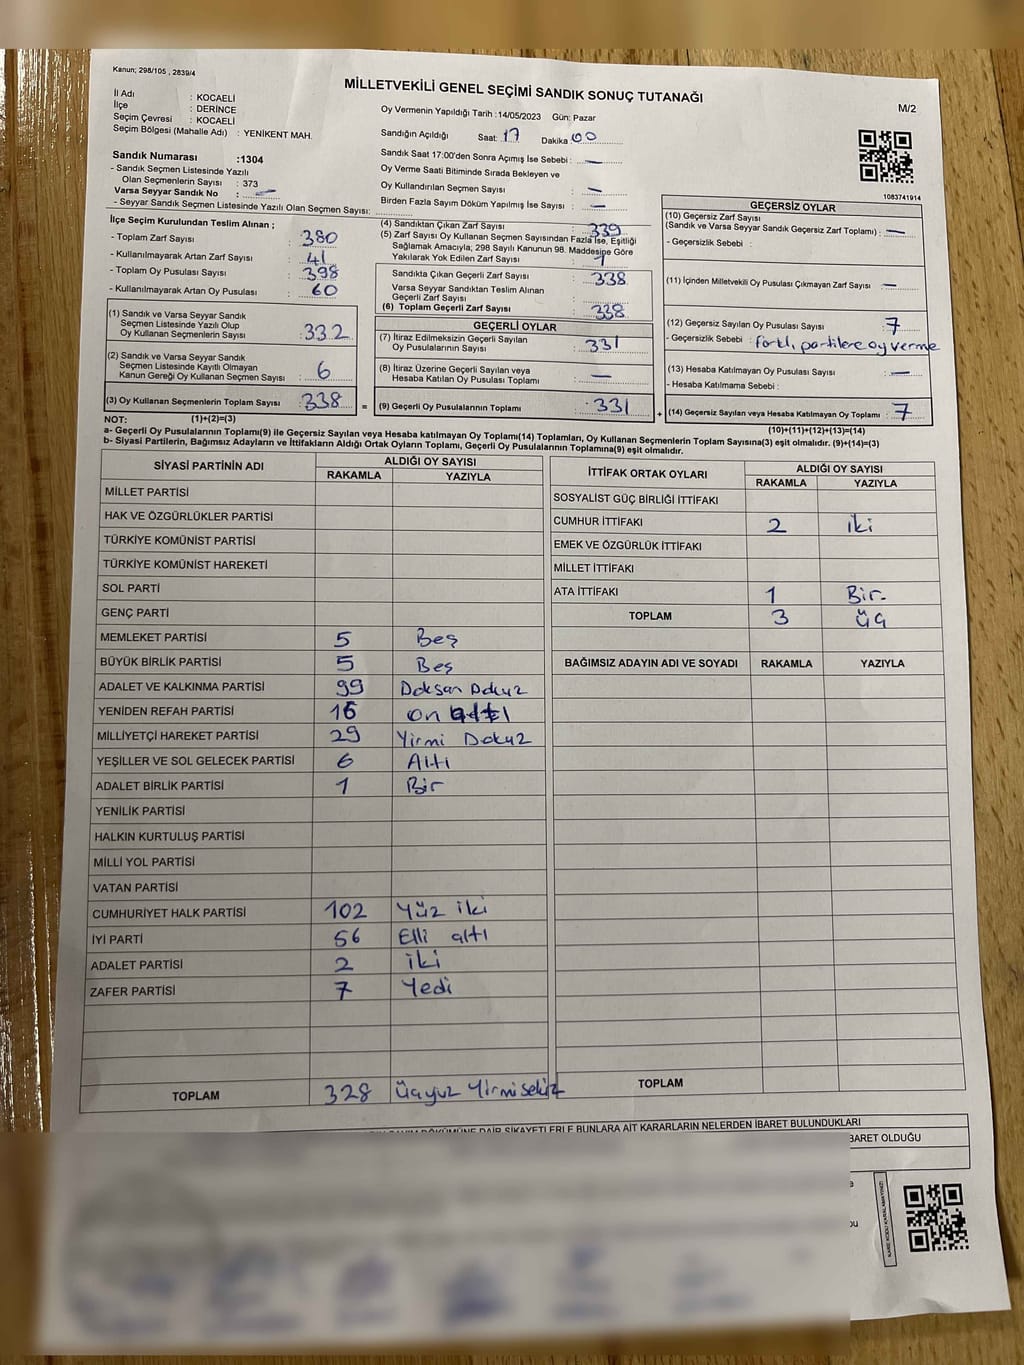 Kanun; 298/105 , 2839/4
MİLLETVEKİLİ GENEL SEÇİMİ SANDIK SONUÇ TUTANAĞI
M/2
İl Adı : KOCAELİ
İlçe : DERİNCE
Seçim Çevresi : KOCAELİ
Seçim Bölgesi (Mahalle Adı) : YENİKENT MAH.
Oy Vermenin Yapıldığı Tarih :14/05/2023 Gün: Pazar
Sandığın Açıldığı Saat: 17 Dakika 00
Sandık Saat 17:00'den Sonra Açımış İse Sebebi : —
Oy Verme Saati Bitiminde Sırada Bekleyen ve
Oy Kullandırılan Seçmen Sayısı : —
Birden Fazla Sayım Döküm Yapılmış İse Sayısı : —
Sandık Numarası :1304
- Sandık Seçmen Listesinde Yazılı
Olan Seçmenlerin Sayısı : 373
Varsa Seyyar Sandık No : —
- Seyyar Sandık Seçmen Listesinde Yazılı Olan Seçmen Sayısı:
1083741914
İlçe Seçim Kurulundan Teslim Alınan ;
- Toplam Zarf Sayısı : 380
- Kullanılmayarak Artan Zarf Sayısı : 41
- Toplam Oy Pusulası Sayısı : 398
- Kullanılmayarak Artan Oy Pusulası : 60
(1) Sandık ve Varsa Seyyar Sandık
Seçmen Listesinde Yazılı Olup
Oy Kullanan Seçmenlerin Sayısı : 332
(2) Sandık ve Varsa Seyyar Sandık
Seçmen Listesinde Kayıtlı Olmayan
Kanun Gereği Oy Kullanan Seçmen Sayısı : 6
(3) Oy Kullanan Seçmenlerin Toplam Sayısı : 338
(4) Sandıktan Çıkan Zarf Sayısı : 339
(5) Zarf Sayısı Oy Kullanan Seçmen Sayısından Fazla İse, Eşitliği
Sağlamak Amacıyla; 298 Sayılı Kanunun 98. Maddesine Göre
Yakılarak Yok Edilen Zarf Sayısı : 1
Sandıkta Çıkan Geçerli Zarf Sayısı : 338
Varsa Seyyar Sandıktan Teslim Alınan
Geçerli Zarf Sayısı :
(6) Toplam Geçerli Zarf Sayısı : 338
GEÇERLİ OYLAR
(7) İtiraz Edilmeksizin Geçerli Sayılan
Oy Pusulalarının Sayısı : 331
(8) İtiraz Üzerine Geçerli Sayılan veya
Hesaba Katılan Oy Pusulası Toplamı : —
= (9) Geçerli Oy Pusulalarının Toplamı : 331
GEÇERSİZ OYLAR
(10) Geçersiz Zarf Sayısı
(Sandık ve Varsa Seyyar Sandık Geçersiz Zarf Toplamı) : —
- Geçersizlik Sebebi :
(11) İçinden Milletvekili Oy Pusulası Çıkmayan Zarf Sayısı : —
(12) Geçersiz Sayılan Oy Pusulası Sayısı : 7
- Geçersizlik Sebebi : farklı partilere oy verme
(13) Hesaba Katılmayan Oy Pusulası Sayısı : —
- Hesaba Katılmama Sebebi :
+ (14) Geçersiz Sayılan veya Hesaba Katılmayan Oy Toplamı : 7
NOT: (1)+(2)=(3)
(10)+(11)+(12)+(13)=(14)
a- Geçerli Oy Pusulalarının Toplamı(9) ile Geçersiz Sayılan veya Hesaba katılmayan Oy Toplamı(14) Toplamları, Oy Kullanan Seçmenlerin Toplam Sayısına(3) eşit olmalıdır. (9)+(14)=(3)
b- Siyasi Partilerin, Bağımsız Adayların ve İttifakların Aldığı Ortak Oyların Toplamı, Geçerli Oy Pusulalarının Toplamına(9) eşit olmalıdır.
SİYASİ PARTİNİN ADI ALDIĞI OY SAYISI
RAKAMLA YAZIYLA
MİLLET PARTİSİ
HAK VE ÖZGÜRLÜKLER PARTİSİ
TÜRKİYE KOMÜNİST PARTİSİ
TÜRKİYE KOMÜNİST HAREKETİ
SOL PARTİ
GENÇ PARTİ
MEMLEKET PARTİSİ 5 Beş
BÜYÜK BİRLİK PARTİSİ 5 Beş
ADALET VE KALKINMA PARTİSİ 99 Doksan Dokuz
YENİDEN REFAH PARTİSİ 16 on
MİLLİYETÇİ HAREKET PARTİSİ 29 Yirmi Dokuz
YEŞİLLER VE SOL GELECEK PARTİSİ 6 Altı
ADALET BİRLİK PARTİSİ 1 Bir
YENİLİK PARTİSİ
HALKIN KURTULUŞ PARTİSİ
MİLLİ YOL PARTİSİ
VATAN PARTİSİ
CUMHURİYET HALK PARTİSİ 102 Yüz iki
İYİ PARTİ 56 Elli altı
ADALET PARTİSİ 2 iki
ZAFER PARTİSİ 7 Yedi
TOPLAM 328 Üçyüz Yirmisekiz
İTTİFAK ORTAK OYLARI ALDIĞI OY SAYISI
RAKAMLA YAZIYLA
SOSYALİST GÜÇ BİRLİĞİ İTTİFAKI
CUMHUR İTTİFAKI 2 iki
EMEK VE ÖZGÜRLÜK İTTİFAKI
MİLLET İTTİFAKI
ATA İTTİFAKI 1 Bir
TOPLAM 3 üç
BAĞIMSIZ ADAYIN ADI VE SOYADI RAKAMLA YAZIYLA
TOPLAM
DÖKÜMÜNE DAİR ŞİKAYETLERLE BUNLARA AİT KARARLARIN NELERDEN İBARET BULUNDUKLARI
BARET OLDUĞU